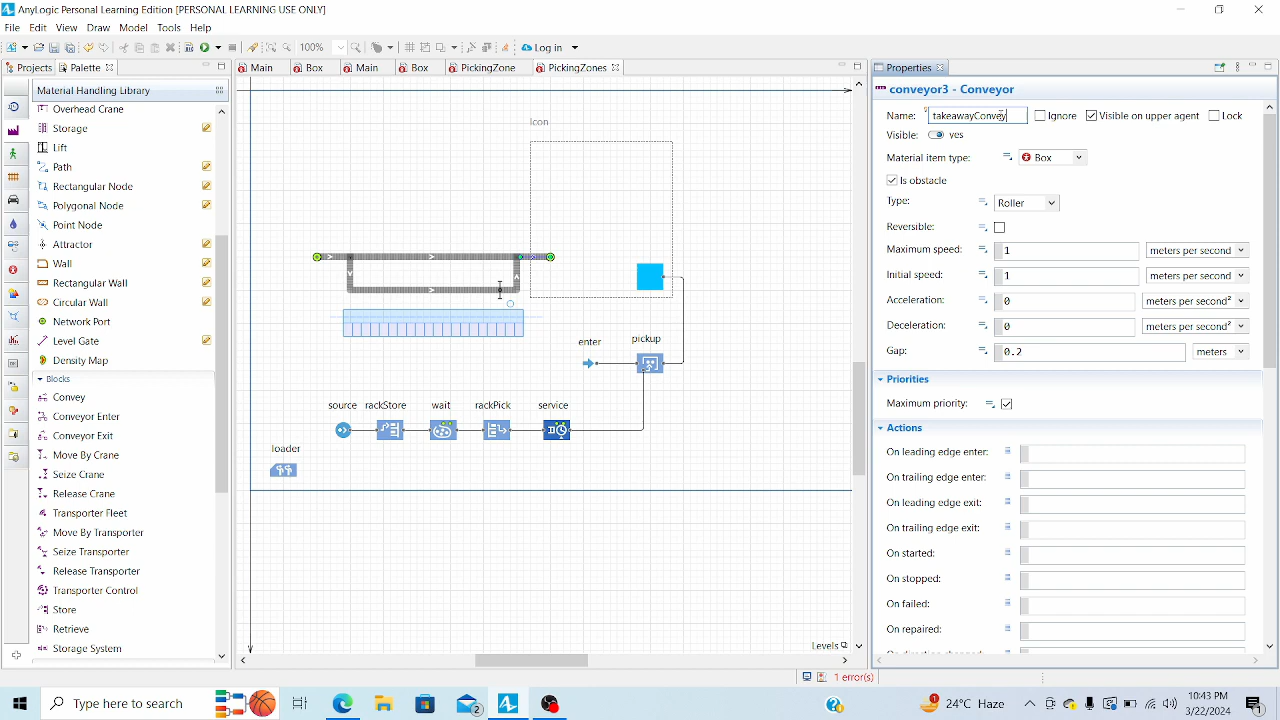 AnyLogic Personal Learning Edition [PERSONAL LEARNING USE ONLY]
File Edit View Draw Model Tools Help
100% Log in
Projects Palette
Main Box Main Box PickingZone PickingZones
Properties
Material Handling Library
Overhead Crane
Storage
Lift
Path
Rectangular Node
Polygonal Node
Point Node
Attractor
Wall
Rectangular Wall
Circular Wall
Network Port
Level Gate
Density Map
Blocks
Convey
Conveyor Enter
Conveyor Exit
Move By Crane
Seize Crane
Release Crane
Transporter Fleet
Move By Transporter
Seize Transporter
Release Transporter
Transporter Control
Store
Retrieve
Storage System
Icon
enter pickup
source rackStore wait rackPick service
loader
Levels
conveyor3 - Conveyor
Name: takeawayConvey Ignore Visible on upper agent Lock
Visible: yes
Material item type: Box
Is obstacle
Type: Roller
Reversible:
Maximum speed: 1 meters per second
Initial speed: 1 meters per second
Acceleration: 0 meters per second²
Deceleration: 0 meters per second²
Gap: 0.2 meters
Priorities
Maximum priority:
Actions
On leading edge enter:
On trailing edge enter:
On leading edge exit:
On trailing edge exit:
On started:
On stopped:
On failed:
On repaired:
1 error(s)
Type here to search
2
1
24°C Haze
3/22/2024
1